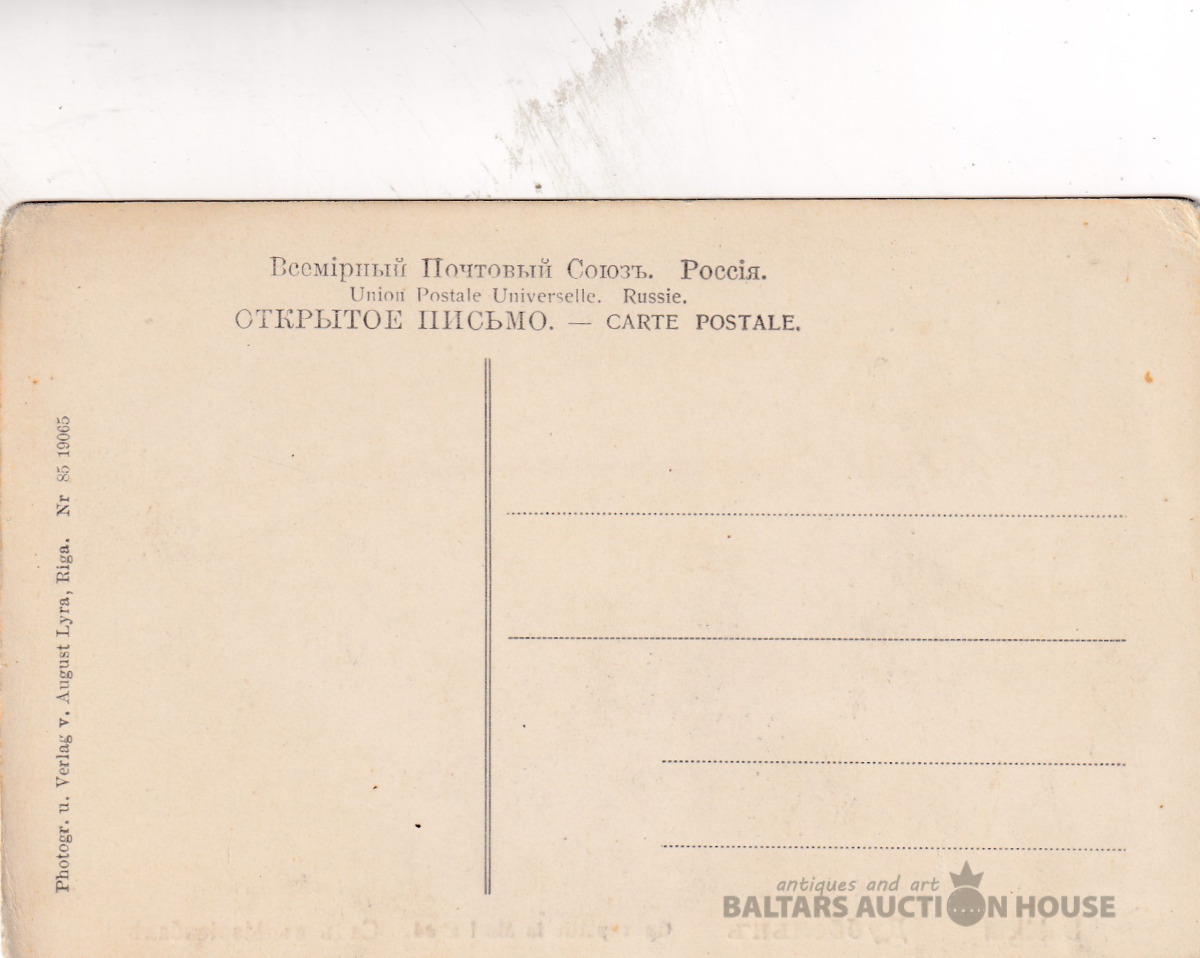 Всемірный Почтовый Союзъ. Россія.
Union Postale Universelle. Russie.
ОТКРЫТОЕ ПИСЬМО. — CARTE POSTALE.
Photogr. u. Verlag v. August Lyra, Riga. Nr 85 19065
antiques and art
BALTARS AUCTION HOUSE